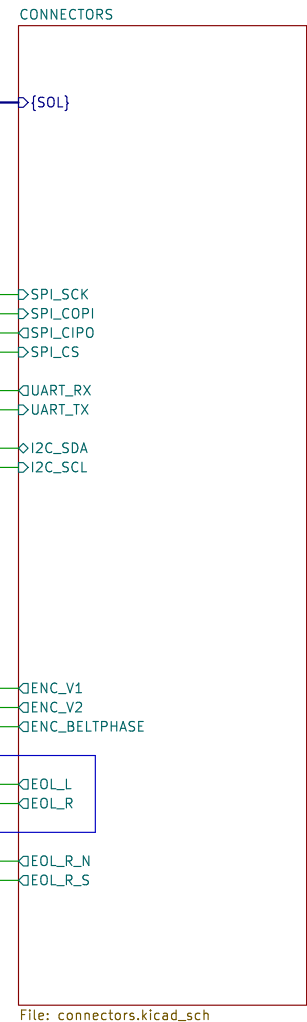 CONNECTORS
{SOL}
SPI_SCK
SPI_COPI
SPI_CIPO
SPI_CS
UART_RX
UART_TX
I2C_SDA
I2C_SCL
ENC_V1
ENC_V2
ENC_BELTPHASE
EOL_L
EOL_R
EOL_R_N
EOL_R_S
File: connectors.kicad_sch